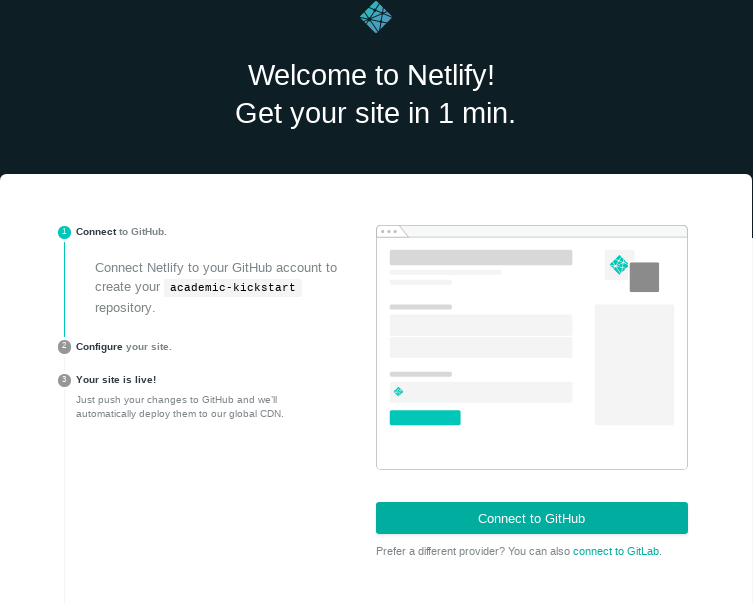 Welcome to Netlify!
Get your site in 1 min.
1 Connect to GitHub.
Connect Netlify to your GitHub account to
create your academic-kickstart
repository.
2 Configure your site.
3 Your site is live!
Just push your changes to GitHub and we'll
automatically deploy them to our global CDN.
Connect to GitHub
Prefer a different provider? You can also connect to GitLab.